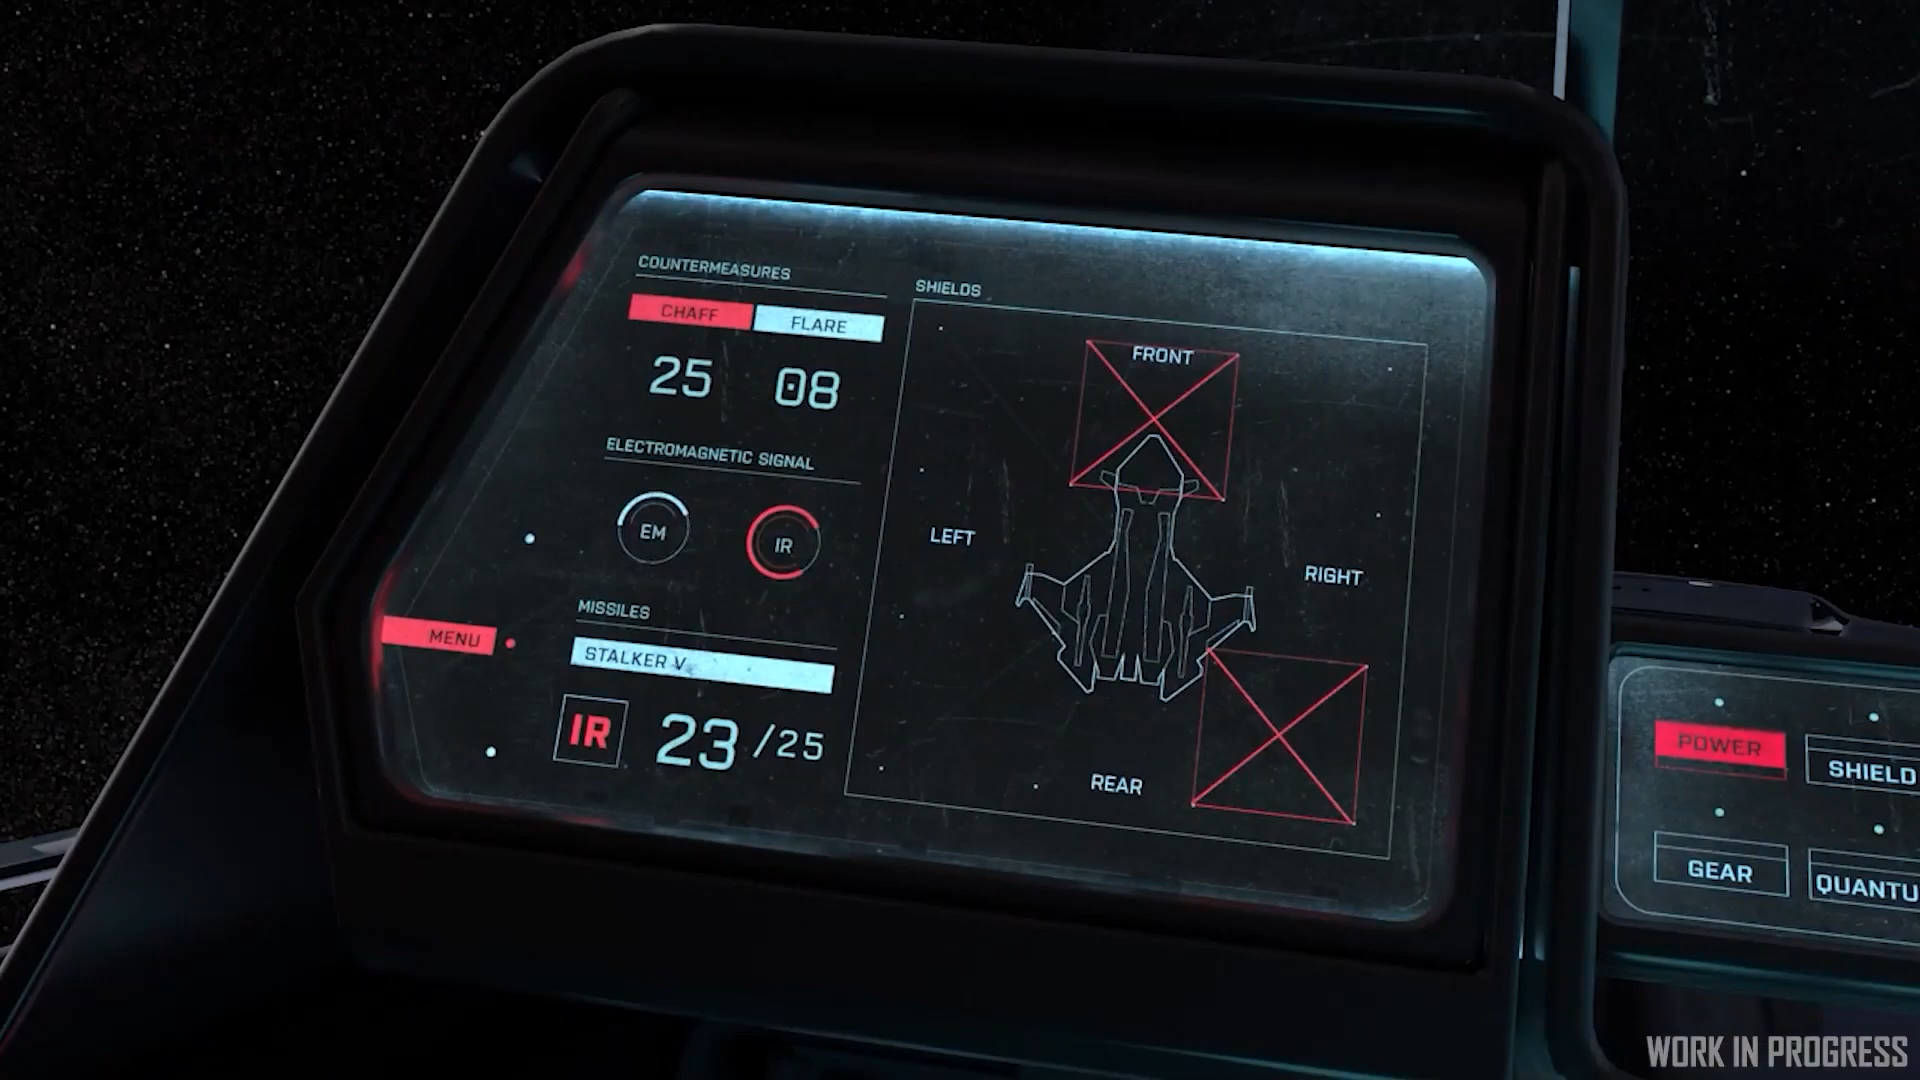 COUNTERMEASURES
CHAFF
FLARE
25
08
ELECTROMAGNETIC SIGNAL
EM
IR
MISSILES
STALKER V
IR
23 /25
MENU
SHIELDS
FRONT
LEFT
RIGHT
REAR
POWER
SHIELD
GEAR
QUANTU
WORK IN PROGRESS